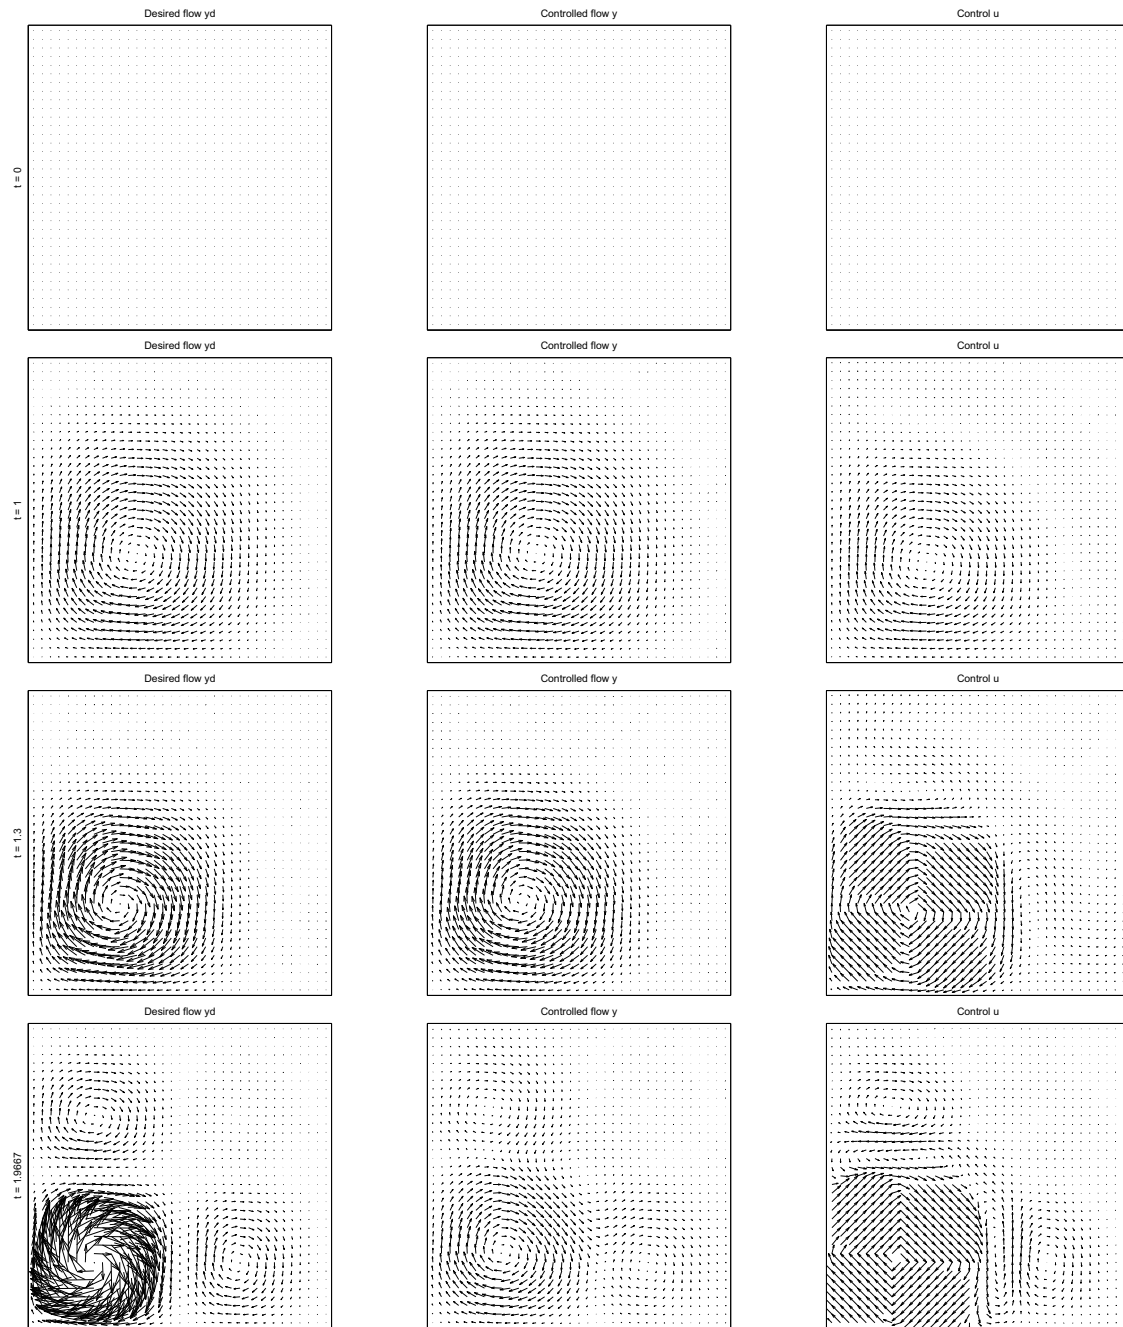 Desired flow yd
Controlled flow y
Control u
t = 0
Desired flow yd
Controlled flow y
Control u
t = 1
Desired flow yd
Controlled flow y
Control u
t = 1.3
Desired flow yd
Controlled flow y
Control u
t = 1.9667